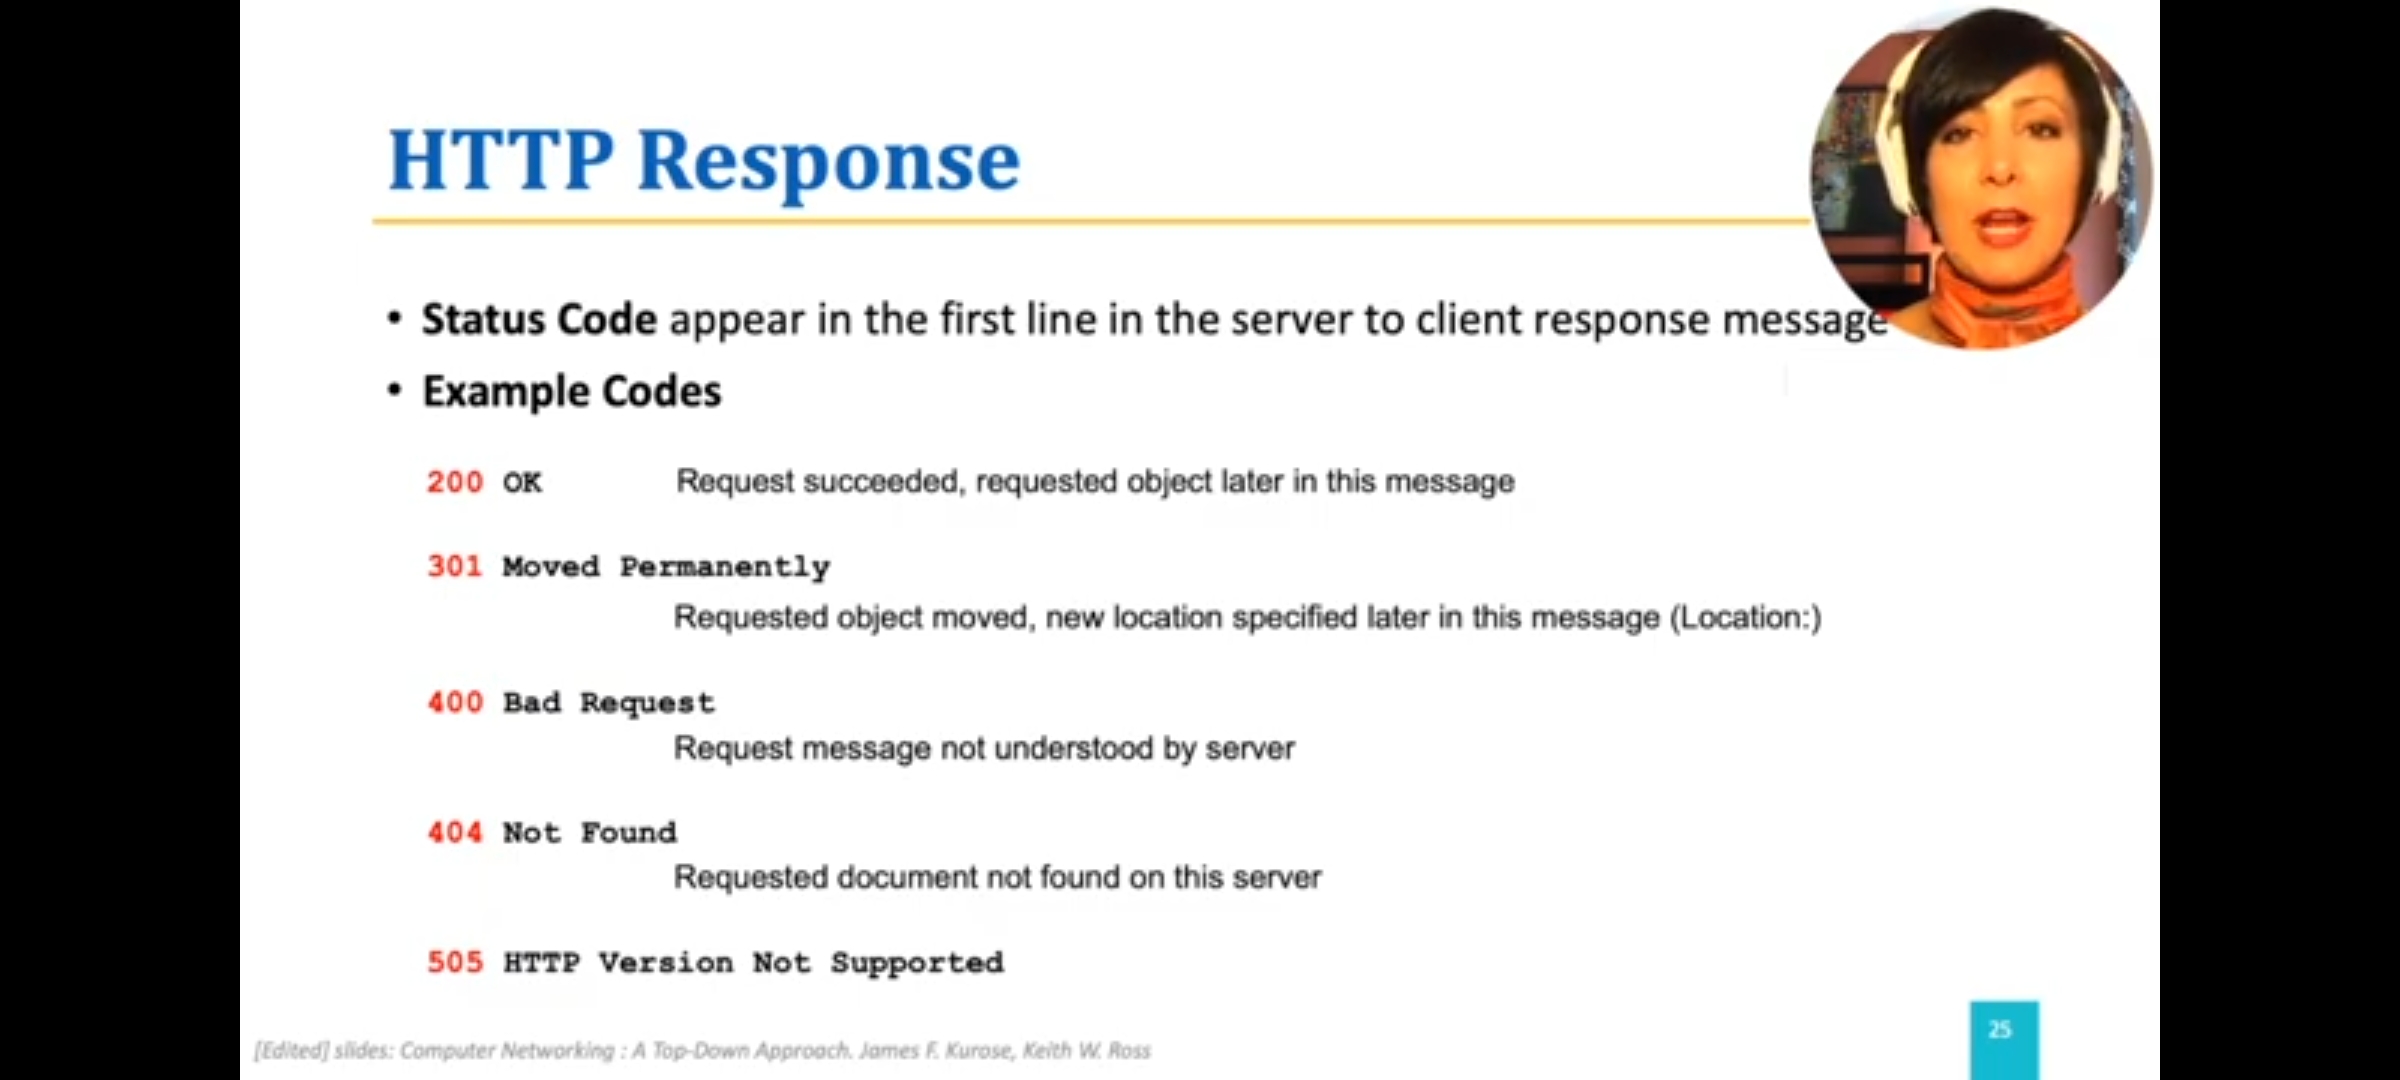 HTTP Response
• Status Code appear in the first line in the server to client response message
• Example Codes
200 OK Request succeeded, requested object later in this message
301 Moved Permanently
Requested object moved, new location specified later in this message (Location:)
400 Bad Request
Request message not understood by server
404 Not Found
Requested document not found on this server
505 HTTP Version Not Supported
[Edited] slides: Computer Networking : A Top-Down Approach. James F. Kurose, Keith W. Ross
25